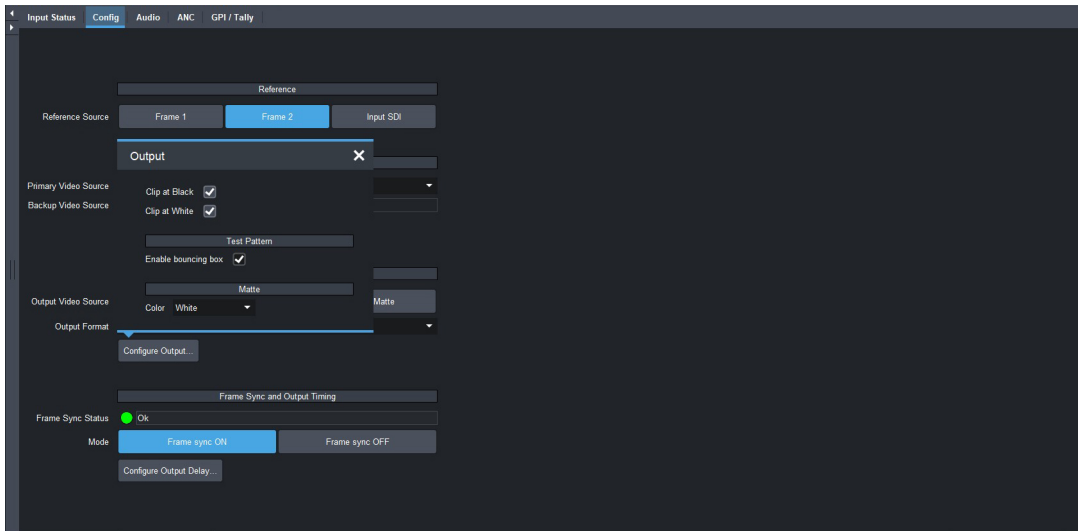 Input Status Config Audio ANC GPI / Tally
Reference
Reference Source Frame 1 Frame 2 Input SDI
Output
Primary Video Source
Clip at Black
Backup Video Source
Clip at White
Test Pattern
Enable bouncing box
Matte
Output Video Source Matte
Color White
Output Format
Configure Output...
Frame Sync and Output Timing
Frame Sync Status Ok
Mode Frame sync ON Frame sync OFF
Configure Output Delay...